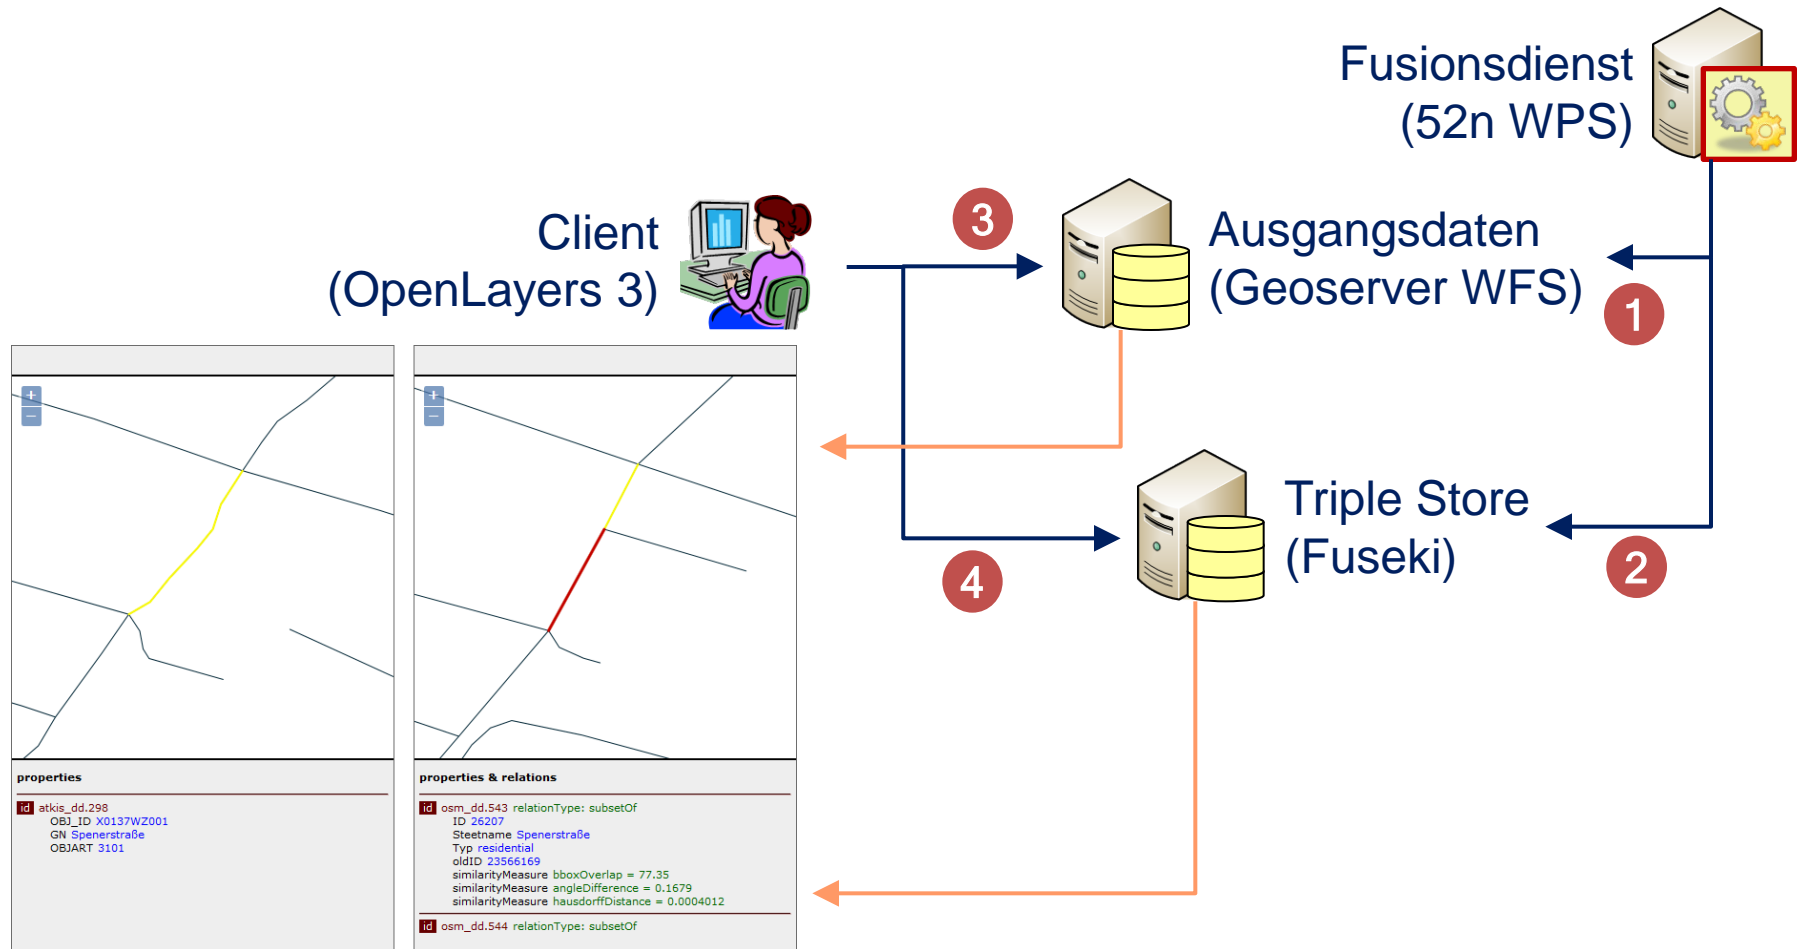 Fusionsdienst
(52n WPS)
Client
(OpenLayers 3)
3
Ausgangsdaten
(Geoserver WFS)
1
Triple Store
(Fuseki)
4
2
+
–
+
–
properties
id atkis_dd.298
OBJ_ID X0137WZ001
GN Spenerstraße
OBJART 3101
properties & relations
id osm_dd.543 relationType: subsetOf
ID 26207
Steetname Spenerstraße
Typ residential
oldID 23566169
similarityMeasure bboxOverlap = 77.35
similarityMeasure angleDifference = 0.1679
similarityMeasure hausdorffDistance = 0.0004012
id osm_dd.544 relationType: subsetOf